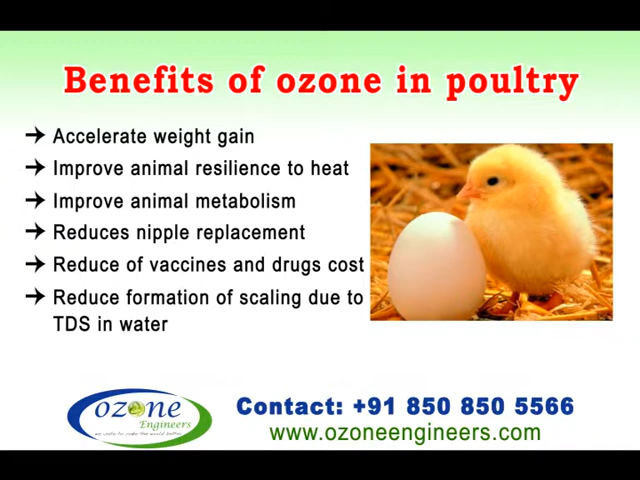 Benefits of ozone in poultry
→ Accelerate weight gain
→ Improve animal resilience to heat
→ Improve animal metabolism
→ Reduces nipple replacement
→ Reduce of vaccines and drugs cost
→ Reduce formation of scaling due to
TDS in water
ozone
Engineers
Contact: +91 850 850 5566
www.ozoneengineers.com